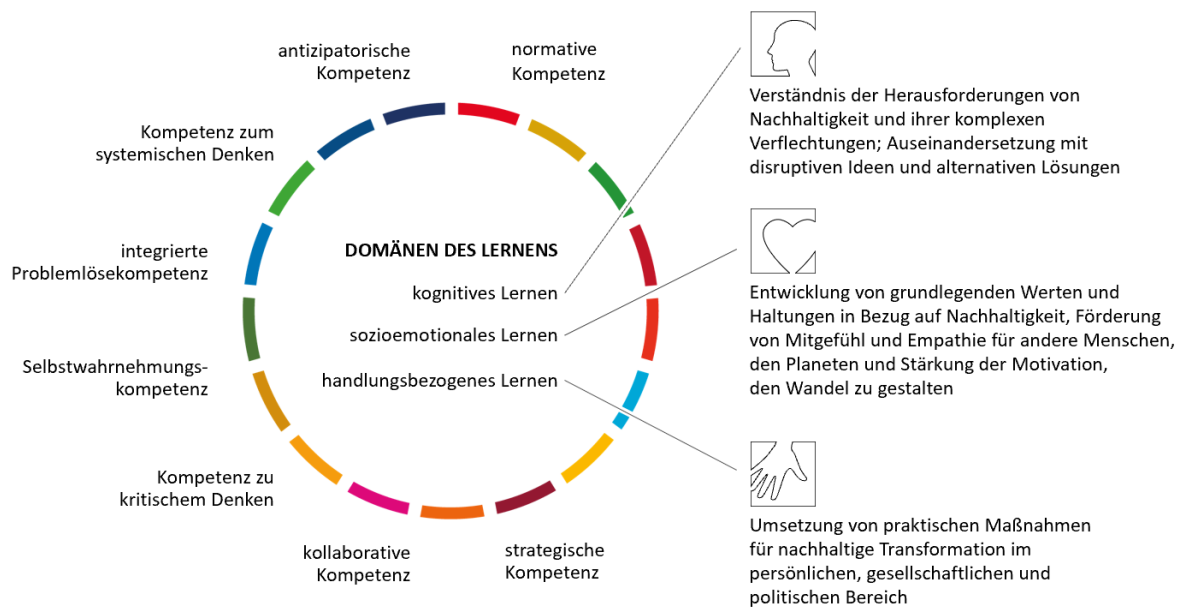 antizipatorische
Kompetenz
normative
Kompetenz
Kompetenz zum
systemischen Denken
integrierte
Problemlösekompetenz
Selbstwahrnehmungs-
kompetenz
Kompetenz zu
kritischem Denken
kollaborative
Kompetenz
strategische
Kompetenz
DOMÄNEN DES LERNENS
kognitives Lernen
sozioemotionales Lernen
handlungsbezogenes Lernen
Verständnis der Herausforderungen von
Nachhaltigkeit und ihrer komplexen
Verflechtungen; Auseinandersetzung mit
disruptiven Ideen und alternativen Lösungen
Entwicklung von grundlegenden Werten und
Haltungen in Bezug auf Nachhaltigkeit, Förderung
von Mitgefühl und Empathie für andere Menschen,
den Planeten und Stärkung der Motivation,
den Wandel zu gestalten
Umsetzung von praktischen Maßnahmen
für nachhaltige Transformation im
persönlichen, gesellschaftlichen und
politischen Bereich